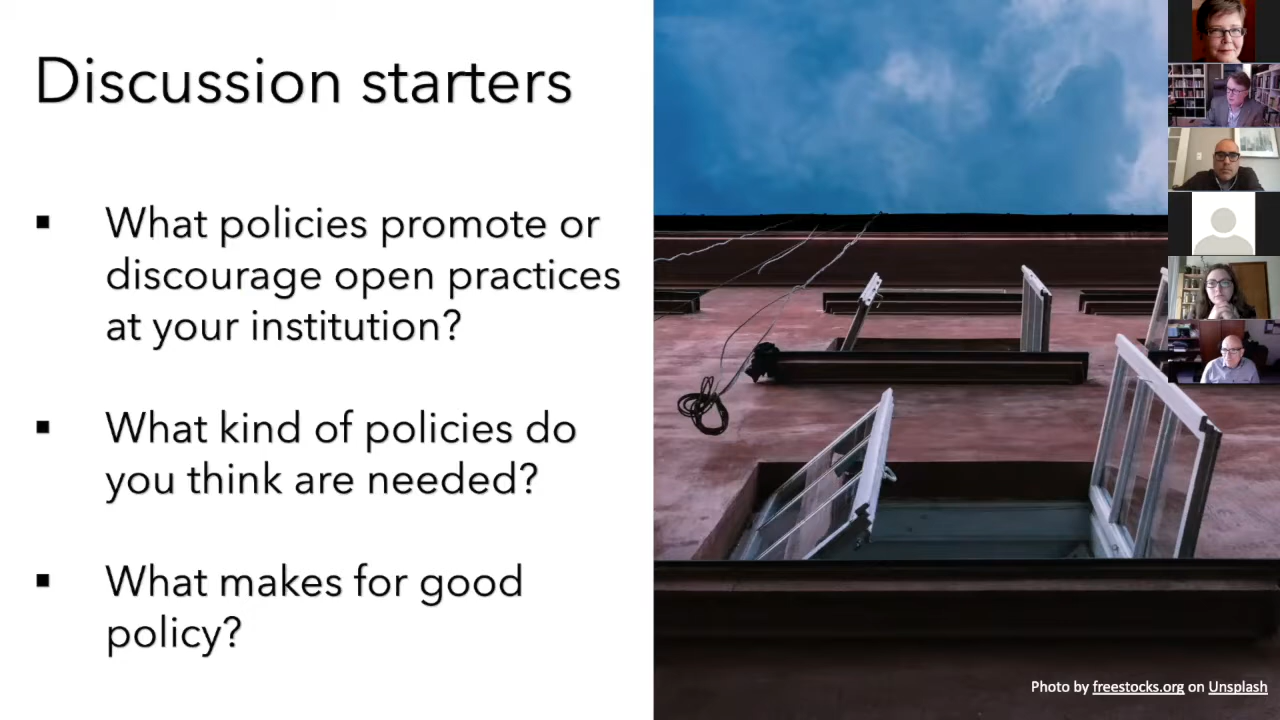 Discussion starters
▪ What policies promote or
discourage open practices
at your institution?
▪ What kind of policies do
you think are needed?
▪ What makes for good
policy?
Photo by freestocks.org on Unsplash